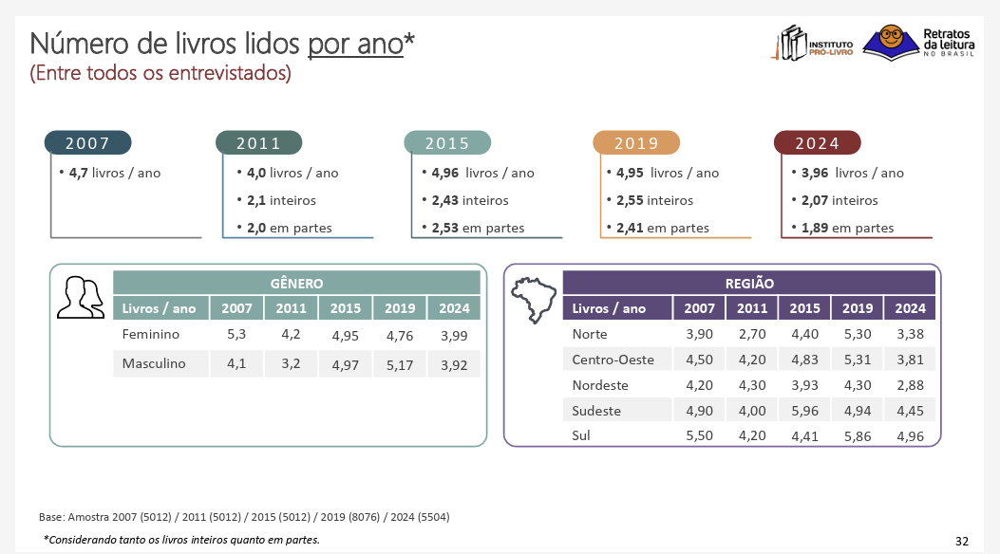 Número de livros lidos por ano*
(Entre todos os entrevistados)
INSTITUTO
PRÓ-LIVRO
Retratos
da leitura
NO BRASIL
2007
• 4,7 livros / ano
2011
• 4,0 livros / ano
• 2,1 inteiros
• 2,0 em partes
2015
• 4,96 livros / ano
• 2,43 inteiros
• 2,53 em partes
2019
• 4,95 livros / ano
• 2,55 inteiros
• 2,41 em partes
2024
• 3,96 livros / ano
• 2,07 inteiros
• 1,89 em partes
GÊNERO
Livros / ano 2007 2011 2015 2019 2024
Feminino 5,3 4,2 4,95 4,76 3,99
Masculino 4,1 3,2 4,97 5,17 3,92
REGIÃO
Livros / ano 2007 2011 2015 2019 2024
Norte 3,90 2,70 4,40 5,30 3,38
Centro-Oeste 4,50 4,20 4,83 5,31 3,81
Nordeste 4,20 4,30 3,93 4,30 2,88
Sudeste 4,90 4,00 5,96 4,94 4,45
Sul 5,50 4,20 4,41 5,86 4,96
Base: Amostra 2007 (5012) / 2011 (5012) / 2015 (5012) / 2019 (8076) / 2024 (5504)
*Considerando tanto os livros inteiros quanto em partes.
32